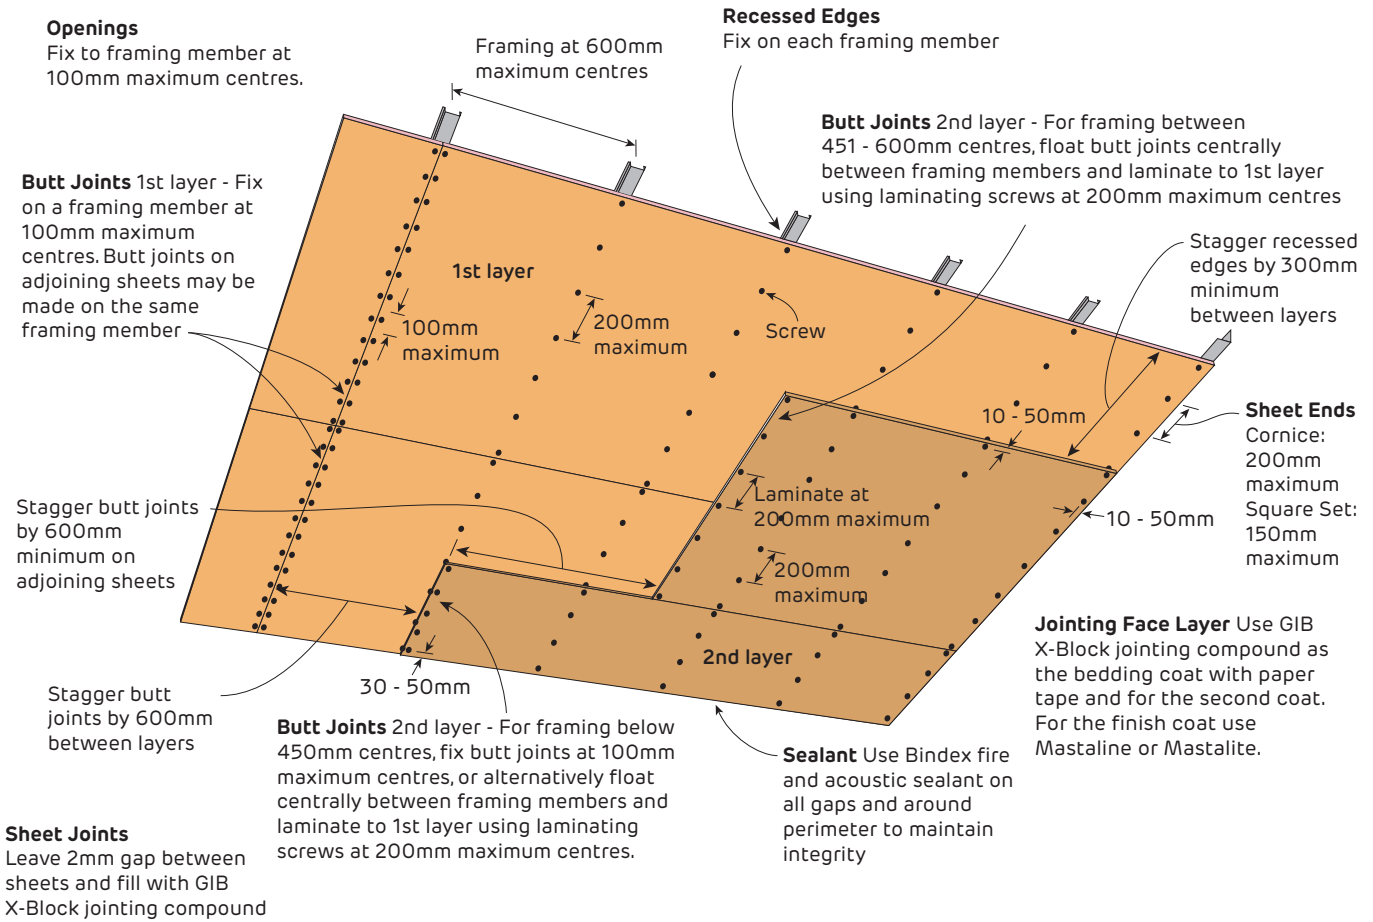 Openings
Fix to framing member at
100mm maximum centres.
Framing at 600mm
maximum centres
Recessed Edges
Fix on each framing member
Butt Joints 2nd layer - For framing between
451 - 600mm centres, float butt joints centrally
between framing members and laminate to 1st layer
using laminating screws at 200mm maximum centres
Butt Joints 1st layer - Fix
on a framing member at
100mm maximum
centres. Butt joints on
adjoining sheets may be
made on the same
framing member
Stagger recessed
edges by 300mm
minimum
between layers
1st layer
100mm
maximum
200mm
maximum
Screw
10 - 50mm
Sheet Ends
Cornice:
200mm
maximum
Square Set:
150mm
maximum
Stagger butt joints
by 600mm
minimum on
adjoining sheets
Laminate at
200mm maximum
10 - 50mm
200mm
maximum
Jointing Face Layer Use GIB
X-Block jointing compound as
the bedding coat with paper
tape and for the second coat.
For the finish coat use
Mastaline or Mastalite.
2nd layer
30 - 50mm
Stagger butt
joints by 600mm
between layers
Butt Joints 2nd layer - For framing below
450mm centres, fix butt joints at 100mm
maximum centres, or alternatively float
centrally between framing members and
laminate to 1st layer using laminating
screws at 200mm maximum centres.
Sealant Use Bindex fire
and acoustic sealant on
all gaps and around
perimeter to maintain
integrity
Sheet Joints
Leave 2mm gap between
sheets and fill with GIB
X-Block jointing compound